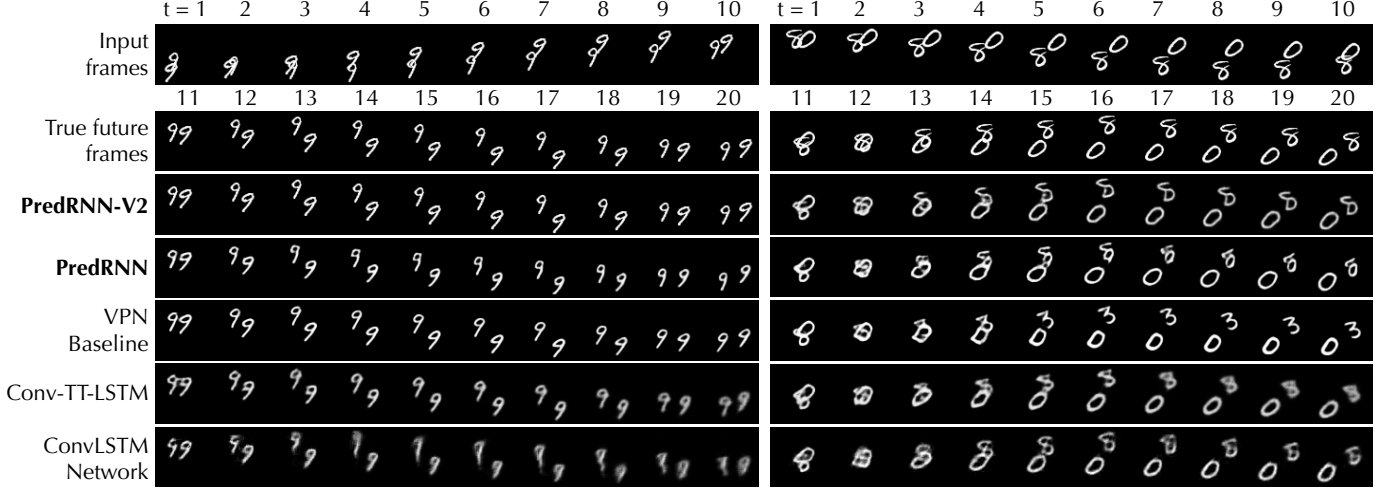 t = 1 2 3 4 5 6 7 8 9 10 t = 1 2 3 4 5 6 7 8 9 10
Input
frames
11 12 13 14 15 16 17 18 19 20 11 12 13 14 15 16 17 18 19 20
True future
frames
PredRNN-V2
PredRNN
VPN
Baseline
Conv-TT-LSTM
ConvLSTM
Network